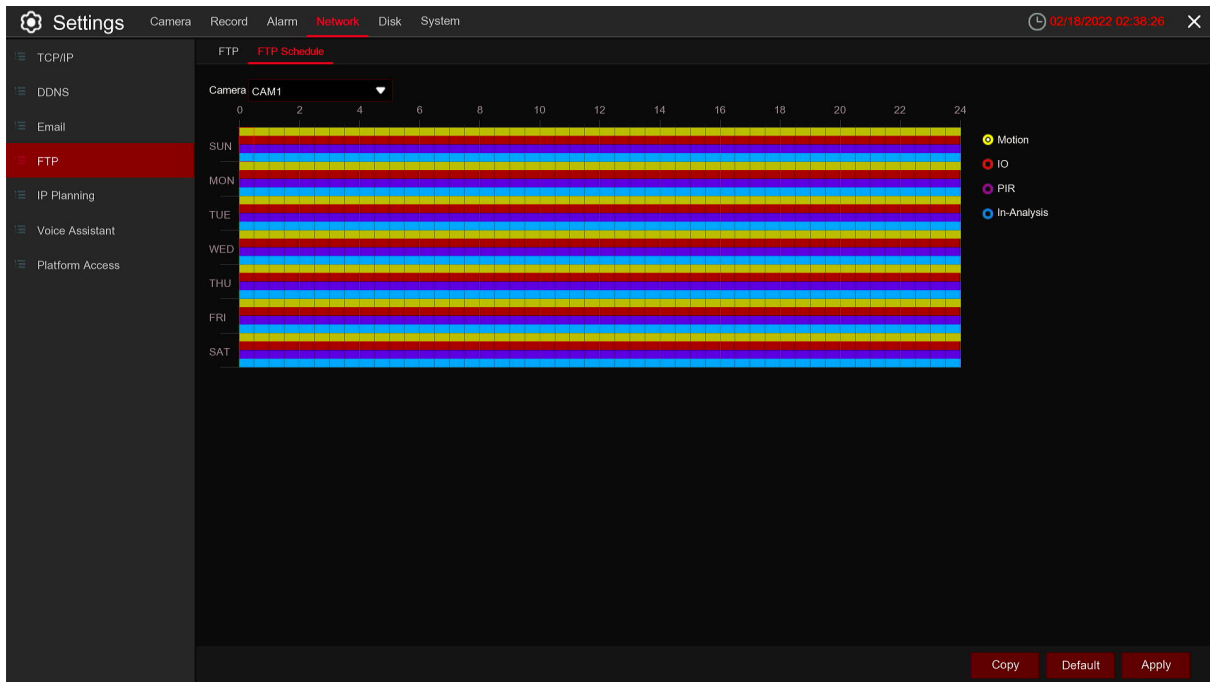 Settings Camera Record Alarm Network Disk System 02/18/2022 02:38:26
TCP/IP
DDNS
Email
FTP
IP Planning
Voice Assistant
Platform Access
FTP FTP Schedule
Camera CAM1
0 2 4 6 8 10 12 14 16 18 20 22 24
SUN
MON
TUE
WED
THU
FRI
SAT
Motion
IO
PIR
In-Analysis
Copy Default Apply